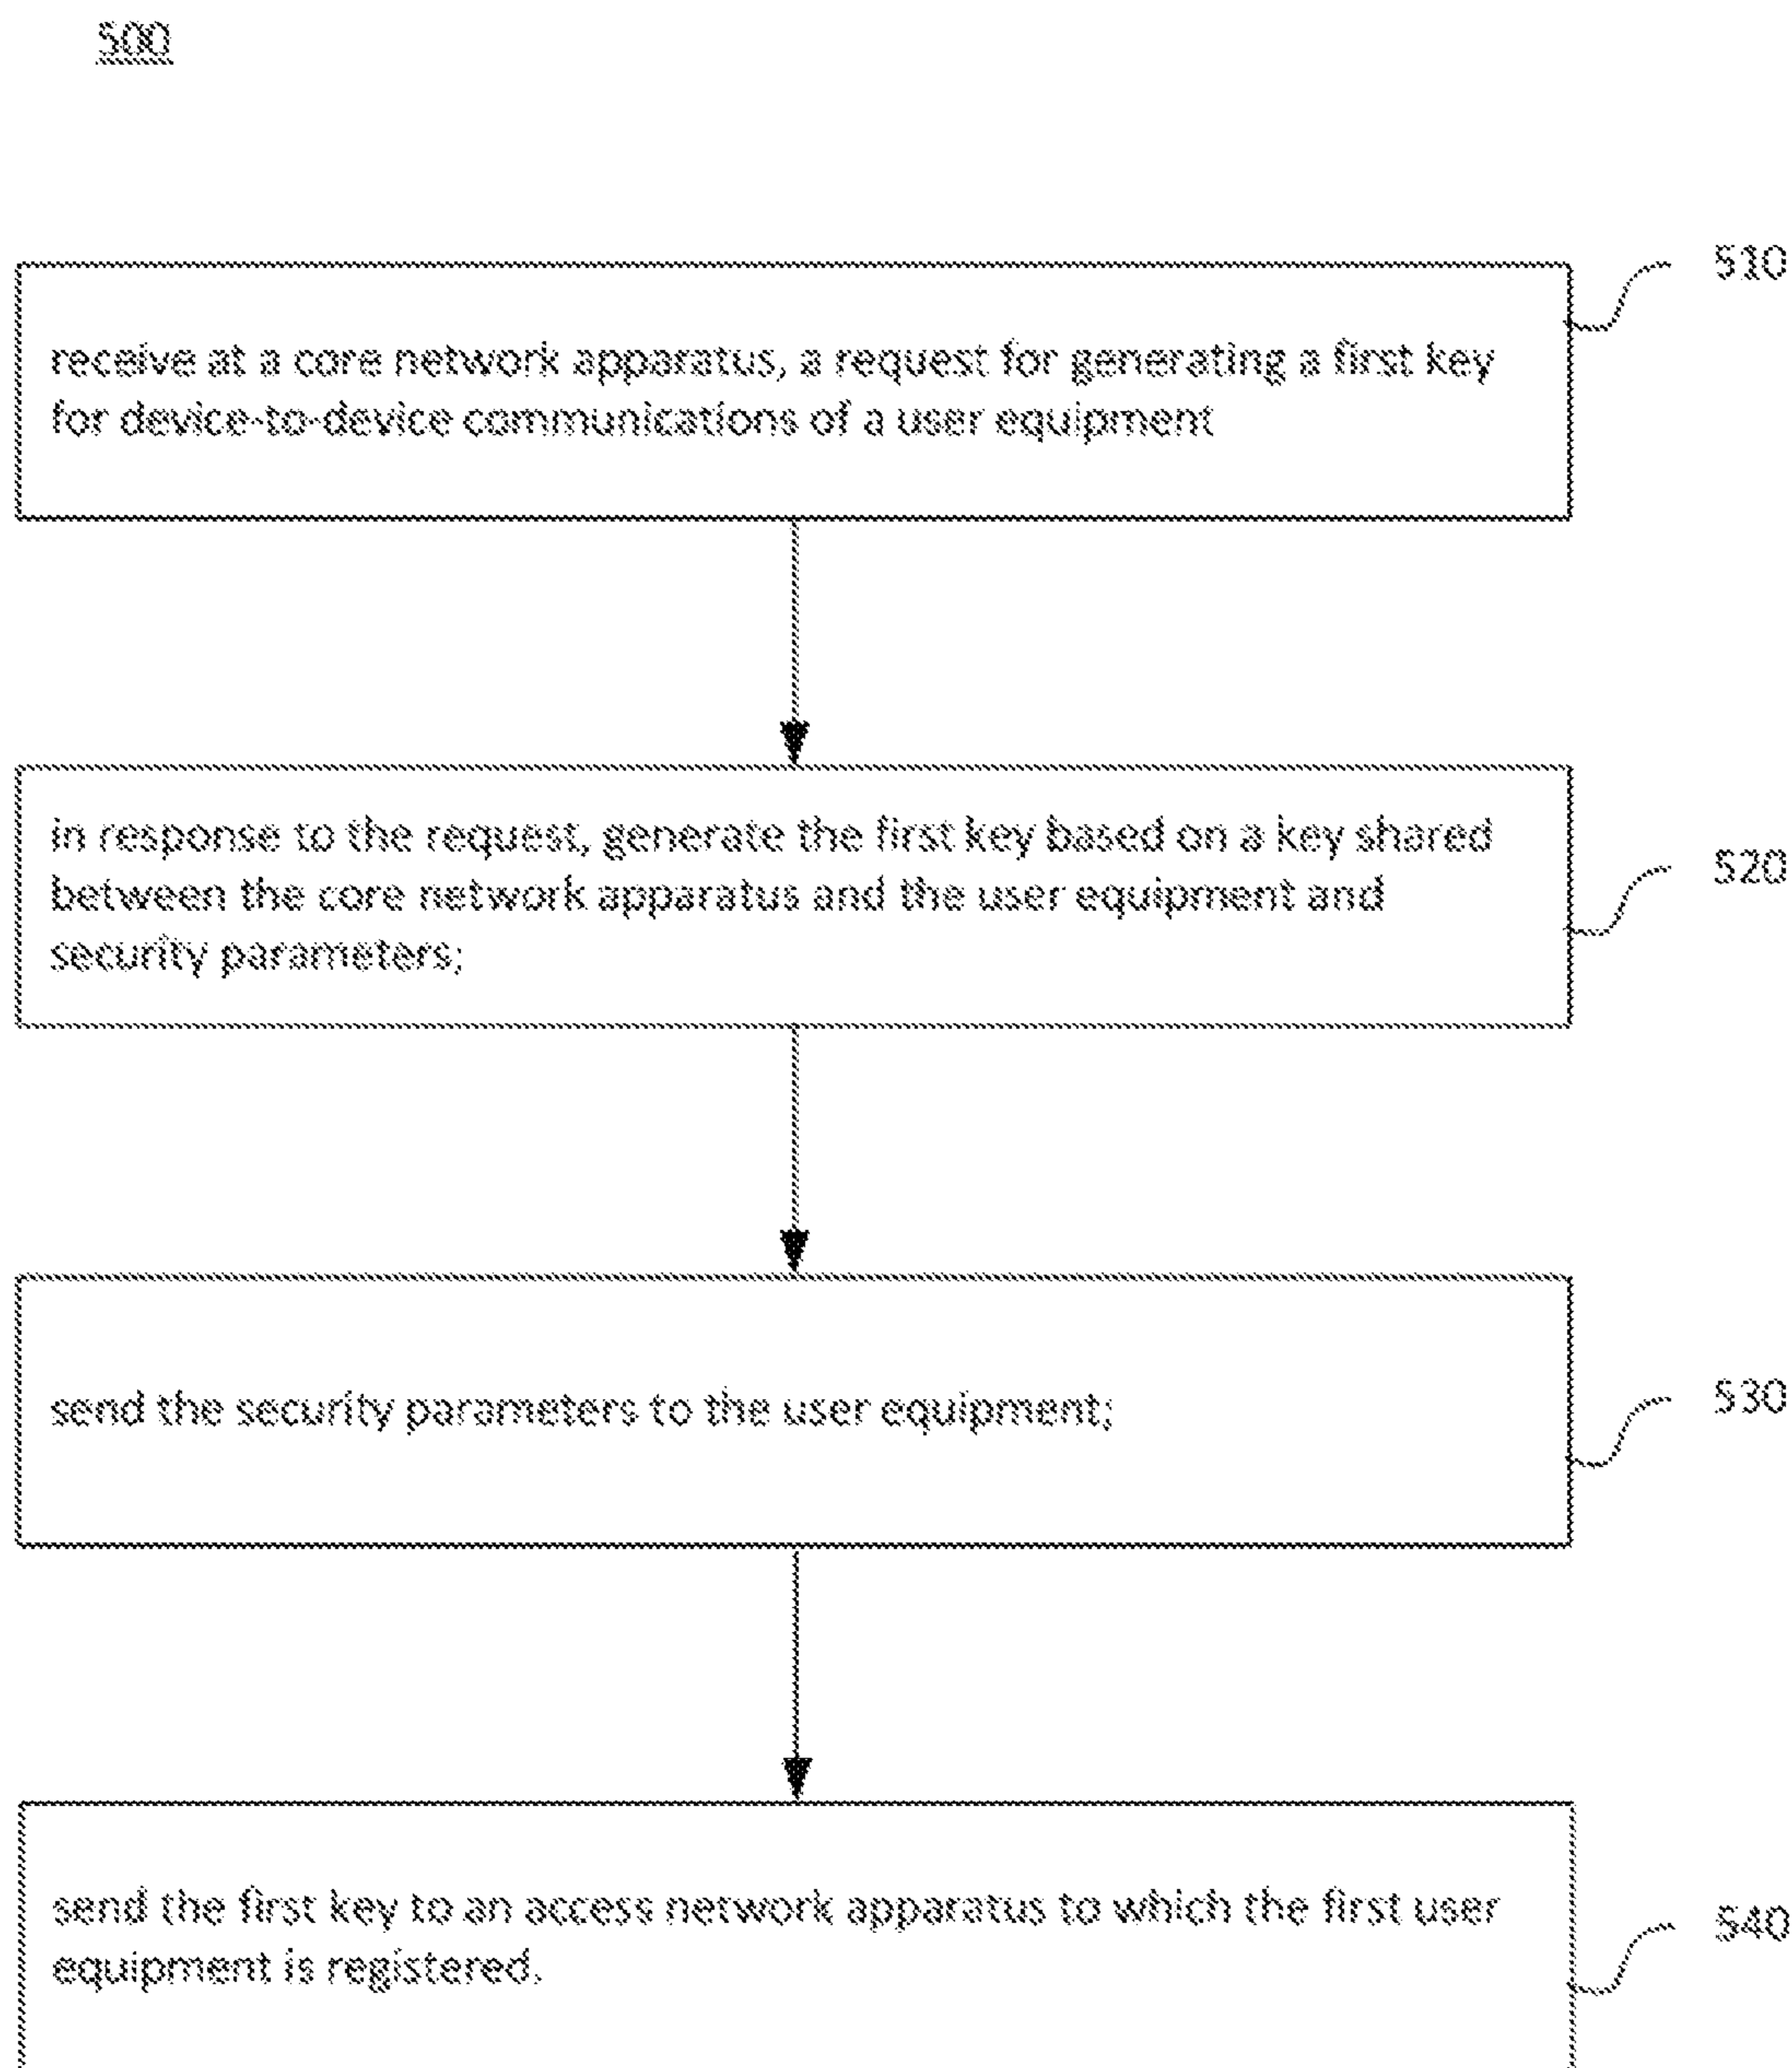 500
510
receive at a core network apparatus, a request for generating a first key
for device-to-device communications of a user equipment
in response to the request, generate the first key based on a key shared
520
between the core network apparatus and the user equipment and
security parameters;
530
send the security parameters to the user equipment;
send the first key to an access network apparatus to which the first user
540
equipment is registered.